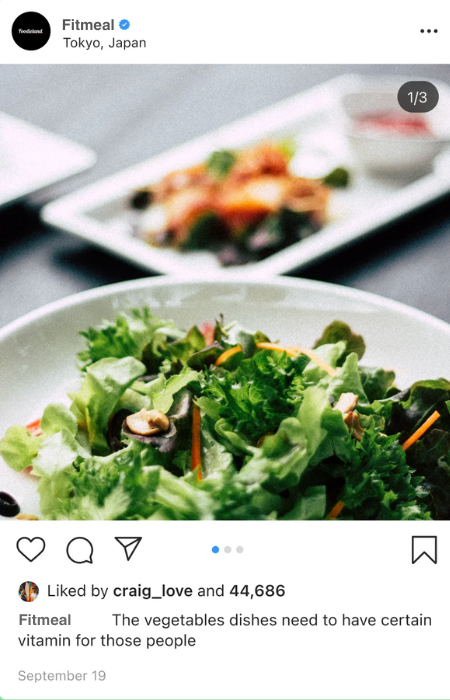 Fitmeal
Tokyo, Japan
1/3
Liked by craig_love and 44,686
Fitmeal The vegetables dishes need to have certain
vitamin for those people
September 19